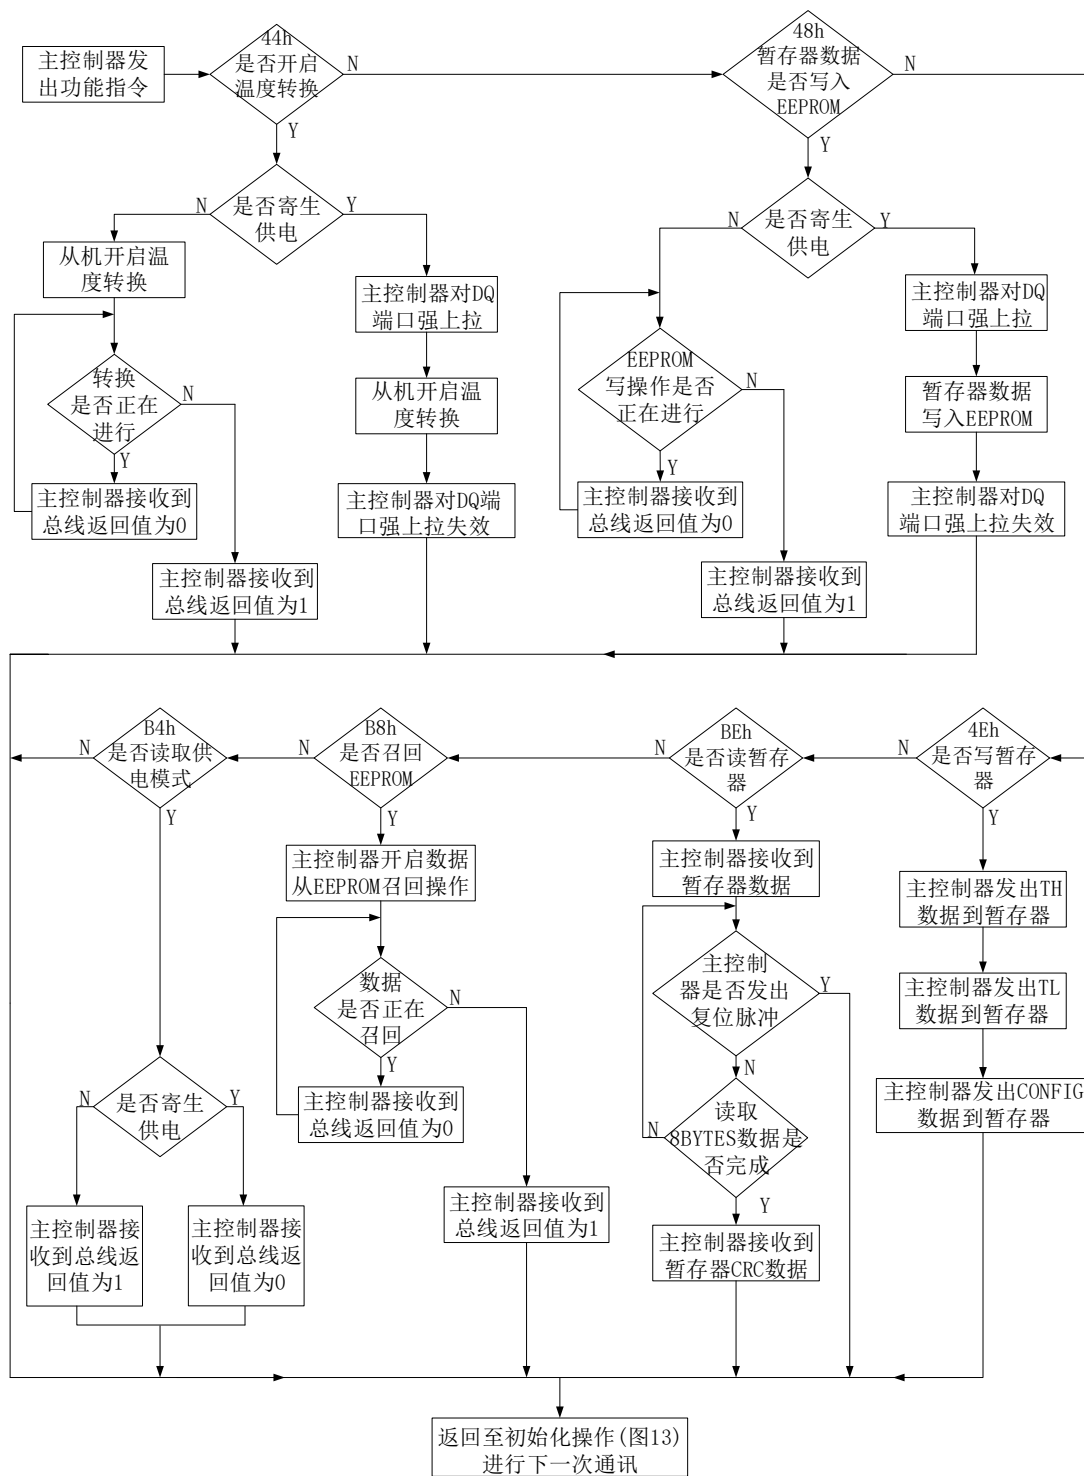 主控制器发
出功能指令
44h
是否开启
温度转换
N
Y
48h
暂存器数据
是否写入
EEPROM
N
Y
是否寄生
供电
N
Y
从机开启温
度转换
转换
是否正在
进行
N
Y
主控制器接收到
总线返回值为0
主控制器接收到
总线返回值为1
主控制器对DQ
端口强上拉
从机开启温
度转换
主控制器对DQ端
口强上拉失效
是否寄生
供电
N
Y
EEPROM
写操作是否
正在进行
N
Y
主控制器接收到
总线返回值为0
主控制器接收到
总线返回值为1
主控制器对DQ
端口强上拉
暂存器数据
写入EEPROM
主控制器对DQ
端口强上拉失效
B4h
是否读取供
电模式
N
Y
B8h
是否召回
EEPROM
N
Y
BEh
是否读暂存
器
N
Y
4Eh
是否写暂存
器
N
Y
是否寄生
供电
N
Y
主控制器接
收到总线返
回值为1
主控制器接
收到总线返
回值为0
主控制器开启数据
从EEPROM召回操作
数据
是否正在
召回
N
Y
主控制器接收到
总线返回值为0
主控制器接收到
总线返回值为1
主控制器接收到
暂存器数据
主控制
器是否发出
复位脉冲
Y
N
读取
8BYTES数据是
否完成
N
Y
主控制器接收到
暂存器CRC数据
主控制器发出TH
数据到暂存器
主控制器发出TL
数据到暂存器
主控制器发出CONFIG
数据到暂存器
返回至初始化操作(图13)
进行下一次通讯